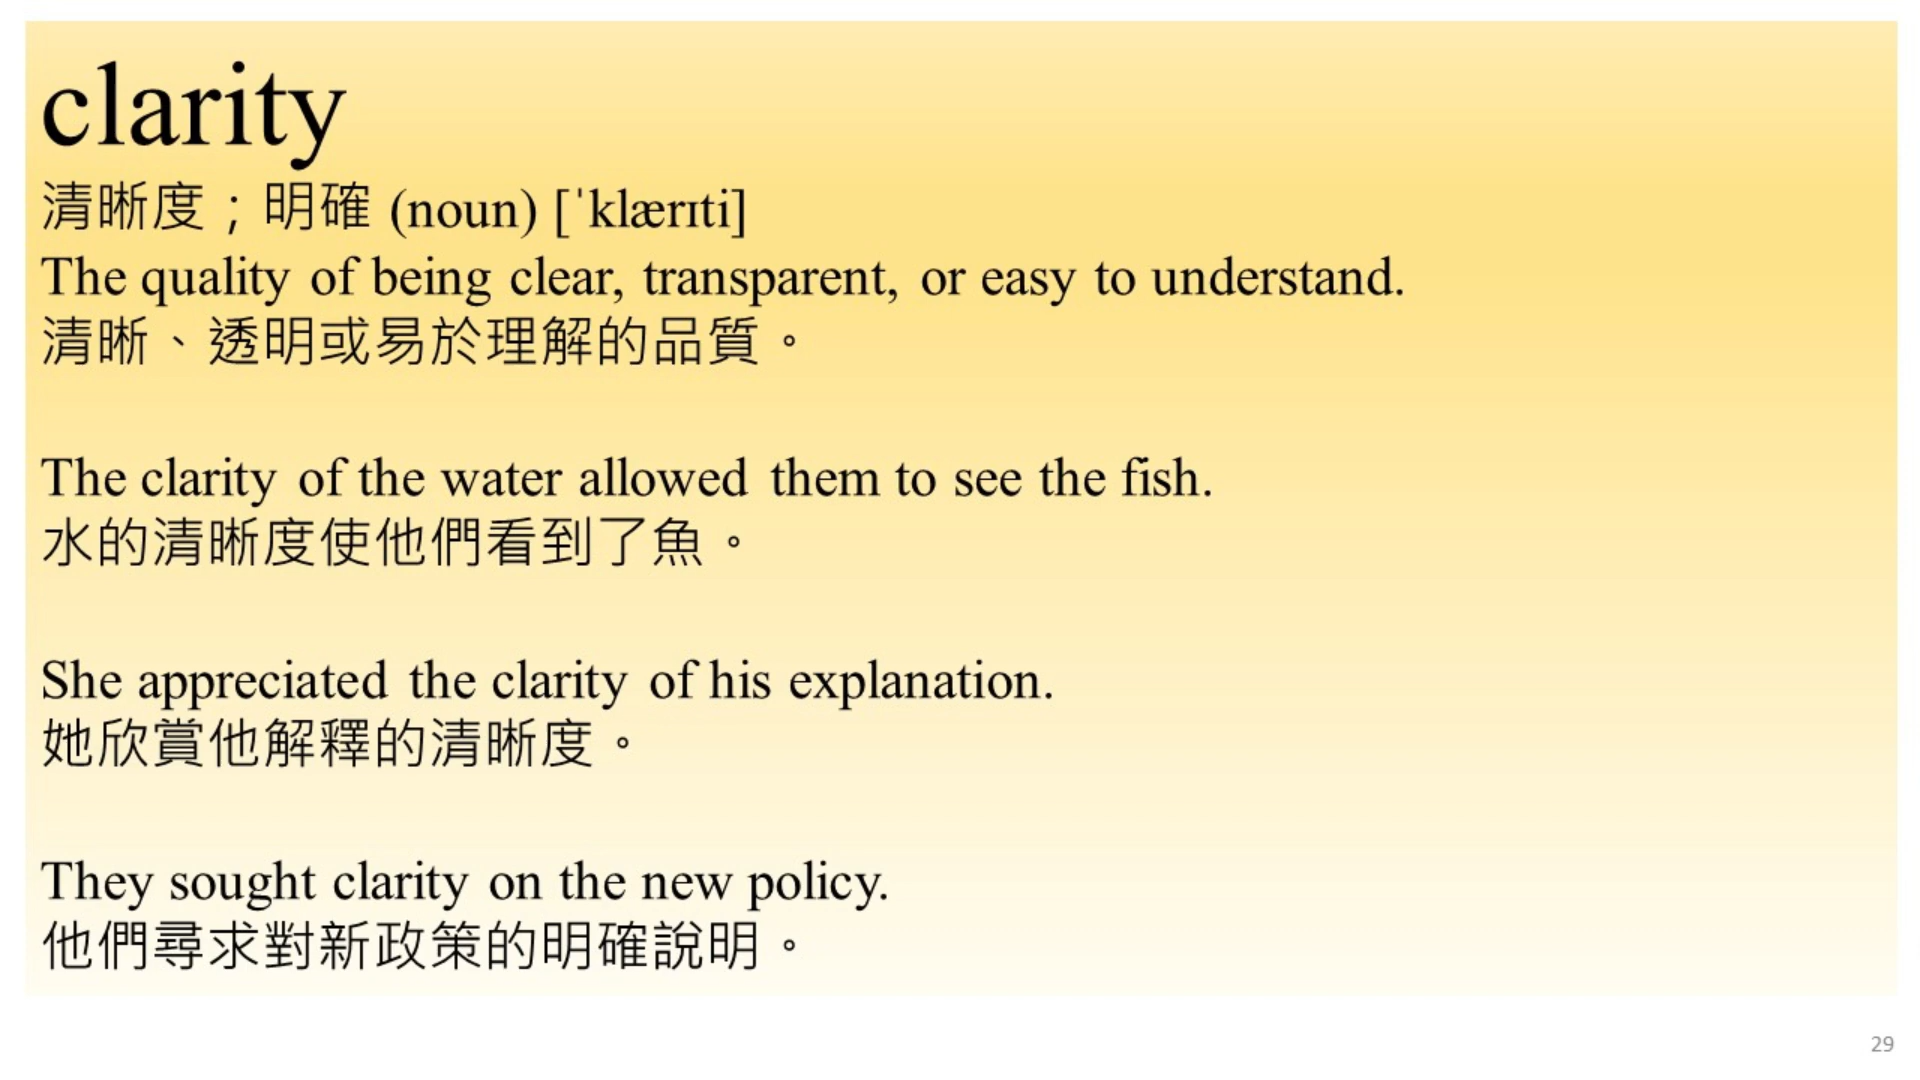 clarity
清晰度；明確 (noun) [ˈklærɪti]
The quality of being clear, transparent, or easy to understand.
清晰、透明或易於理解的品質。
The clarity of the water allowed them to see the fish.
水的清晰度使他們看到了魚。
She appreciated the clarity of his explanation.
她欣賞他解釋的清晰度。
They sought clarity on the new policy.
他們尋求對新政策的明確說明。
29